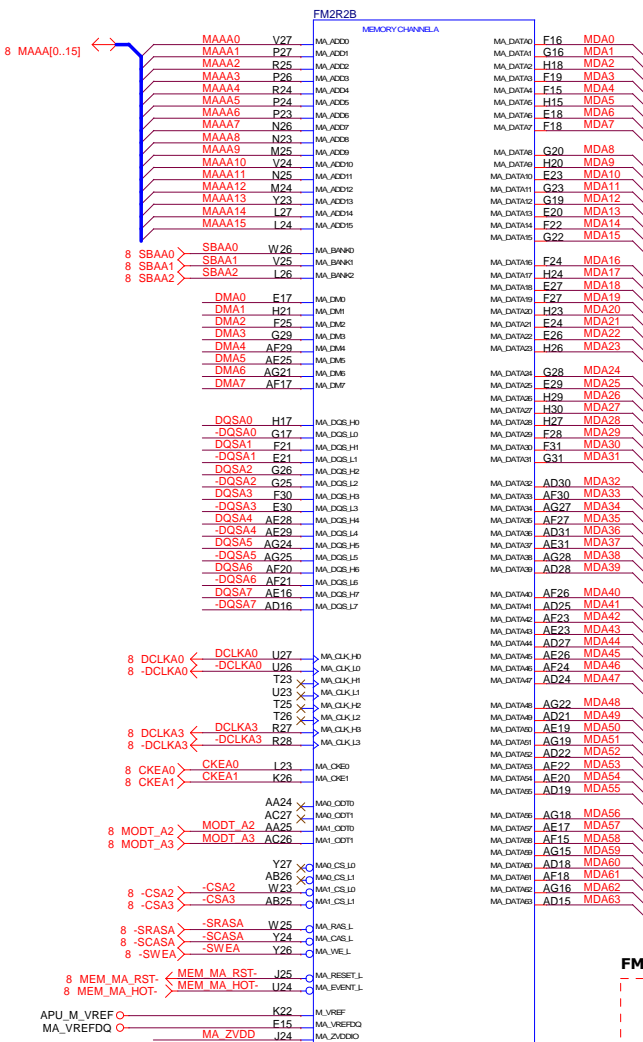 FM2R2B
MEMORY CHANNEL A
8 MAAA[0..15]
MAAA0 V27 MA_ADD0
MAAA1 P27 MA_ADD1
MAAA2 R25 MA_ADD2
MAAA3 P26 MA_ADD3
MAAA4 R24 MA_ADD4
MAAA5 P24 MA_ADD5
MAAA6 P23 MA_ADD6
MAAA7 N26 MA_ADD7
MAAA8 N23 MA_ADD8
MAAA9 M25 MA_ADD9
MAAA10 V24 MA_ADD10
MAAA11 N25 MA_ADD11
MAAA12 M24 MA_ADD12
MAAA13 Y23 MA_ADD13
MAAA14 L27 MA_ADD14
MAAA15 L24 MA_ADD15
8 SBAA0 SBAA0 W26 MA_BANK0
8 SBAA1 SBAA1 V25 MA_BANK1
8 SBAA2 SBAA2 L26 MA_BANK2
DMA0 E17 MA_DM0
DMA1 H21 MA_DM1
DMA2 F25 MA_DM2
DMA3 G29 MA_DM3
DMA4 AF29 MA_DM4
DMA5 AE25 MA_DM5
DMA6 AG21 MA_DM6
DMA7 AF17 MA_DM7
DQSA0 H17 MA_DQS_H0
-DQSA0 G17 MA_DQS_L0
DQSA1 F21 MA_DQS_H1
-DQSA1 E21 MA_DQS_L1
DQSA2 G26 MA_DQS_H2
-DQSA2 G25 MA_DQS_L2
DQSA3 F30 MA_DQS_H3
-DQSA3 E30 MA_DQS_L3
DQSA4 AE28 MA_DQS_H4
-DQSA4 AE29 MA_DQS_L4
DQSA5 AG24 MA_DQS_H5
-DQSA5 AG25 MA_DQS_L5
DQSA6 AF20 MA_DQS_H6
-DQSA6 AF21 MA_DQS_L6
DQSA7 AE16 MA_DQS_H7
-DQSA7 AD16 MA_DQS_L7
8 DCLKA0 DCLKA0 U27 MA_CLK_H0
8 -DCLKA0 -DCLKA0 U26 MA_CLK_L0
T23 MA_CLK_H1
U23 MA_CLK_L1
T25 MA_CLK_H2
T26 MA_CLK_L2
8 DCLKA3 DCLKA3 R27 MA_CLK_H3
8 -DCLKA3 -DCLKA3 R28 MA_CLK_L3
8 CKEA0 CKEA0 L23 MA_CKE0
8 CKEA1 CKEA1 K26 MA_CKE1
AA24 MA0_ODT0
AC27 MA0_ODT1
8 MODT_A2 MODT_A2 AA25 MA1_ODT0
8 MODT_A3 MODT_A3 AC26 MA1_ODT1
Y27 MA0_CS_L0
AB26 MA0_CS_L1
8 -CSA2 -CSA2 W23 MA1_CS_L0
8 -CSA3 -CSA3 AB25 MA1_CS_L1
8 -SRASA -SRASA W25 MA_RAS_L
8 -SCASA -SCASA Y24 MA_CAS_L
8 -SWEA -SWEA Y26 MA_WE_L
8 MEM_MA_RST- MEM_MA_RST- J25 MA_RESET_L
8 MEM_MA_HOT- MEM_MA_HOT- U24 MA_EVENT_L
APU_M_VREF K22 M_VREF
MA_VREFDQ E15 MA_VREFDQ
MA_ZVDD J24 MA_ZVDDIO
MA_DATA0 F16 MDA0
MA_DATA1 G16 MDA1
MA_DATA2 H18 MDA2
MA_DATA3 F19 MDA3
MA_DATA4 F15 MDA4
MA_DATA5 H15 MDA5
MA_DATA6 E18 MDA6
MA_DATA7 F18 MDA7
MA_DATA8 G20 MDA8
MA_DATA9 H20 MDA9
MA_DATA10 E23 MDA10
MA_DATA11 G23 MDA11
MA_DATA12 G19 MDA12
MA_DATA13 E20 MDA13
MA_DATA14 F22 MDA14
MA_DATA15 G22 MDA15
MA_DATA16 F24 MDA16
MA_DATA17 H24 MDA17
MA_DATA18 E27 MDA18
MA_DATA19 F27 MDA19
MA_DATA20 H23 MDA20
MA_DATA21 E24 MDA21
MA_DATA22 E26 MDA22
MA_DATA23 H26 MDA23
MA_DATA24 G28 MDA24
MA_DATA25 E29 MDA25
MA_DATA26 H29 MDA26
MA_DATA27 H30 MDA27
MA_DATA28 H27 MDA28
MA_DATA29 F28 MDA29
MA_DATA30 F31 MDA30
MA_DATA31 G31 MDA31
MA_DATA32 AD30 MDA32
MA_DATA33 AF30 MDA33
MA_DATA34 AG27 MDA34
MA_DATA35 AF27 MDA35
MA_DATA36 AD31 MDA36
MA_DATA37 AE31 MDA37
MA_DATA38 AG28 MDA38
MA_DATA39 AD28 MDA39
MA_DATA40 AF26 MDA40
MA_DATA41 AD25 MDA41
MA_DATA42 AF23 MDA42
MA_DATA43 AE23 MDA43
MA_DATA44 AD27 MDA44
MA_DATA45 AE26 MDA45
MA_DATA46 AF24 MDA46
MA_DATA47 AD24 MDA47
MA_DATA48 AG22 MDA48
MA_DATA49 AD21 MDA49
MA_DATA50 AE19 MDA50
MA_DATA51 AG19 MDA51
MA_DATA52 AD22 MDA52
MA_DATA53 AE22 MDA53
MA_DATA54 AE20 MDA54
MA_DATA55 AD19 MDA55
MA_DATA56 AG18 MDA56
MA_DATA57 AE17 MDA57
MA_DATA58 AF15 MDA58
MA_DATA59 AG15 MDA59
MA_DATA60 AD18 MDA60
MA_DATA61 AF18 MDA61
MA_DATA62 AG16 MDA62
MA_DATA63 AD15 MDA63
FM